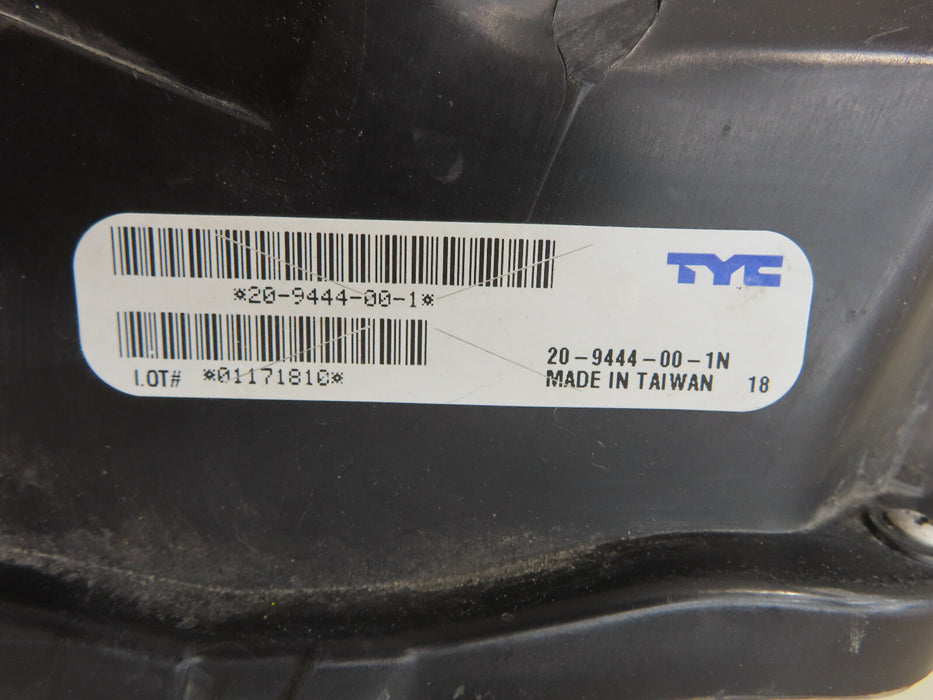 TYC
*20-9444-00-1*
20-9444-00-1N
LOT# *01171810*
MADE IN TAIWAN 18